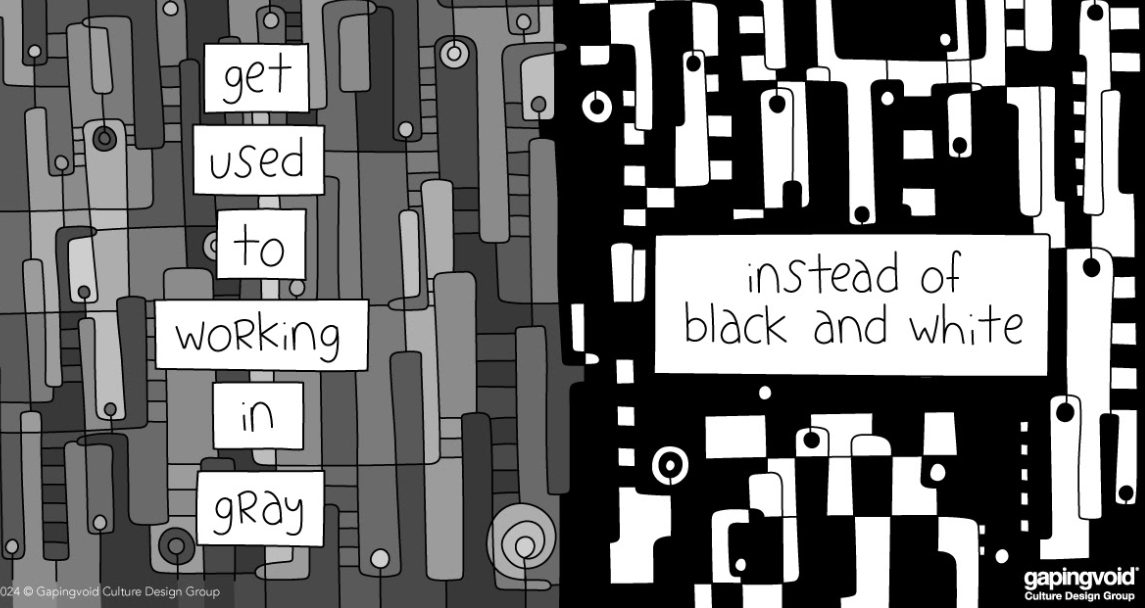 get
used
to
working
in
gray
instead of
black and white
024 © Gapingvoid Culture Design Group
gapingvoid®
Culture Design Group